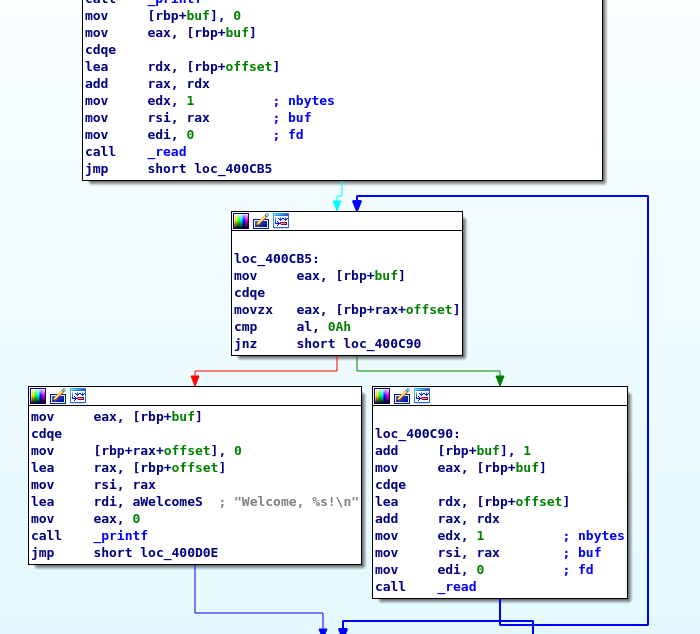 call    _printf
mov     [rbp+buf], 0
mov     eax, [rbp+buf]
cdqe
lea     rdx, [rbp+offset]
add     rax, rdx
mov     edx, 1          ; nbytes
mov     rsi, rax        ; buf
mov     edi, 0          ; fd
call    _read
jmp     short loc_400CB5
loc_400CB5:
mov     eax, [rbp+buf]
cdqe
movzx   eax, [rbp+rax+offset]
cmp     al, 0Ah
jnz     short loc_400C90
mov     eax, [rbp+buf]
cdqe
mov     [rbp+rax+offset], 0
lea     rax, [rbp+offset]
mov     rsi, rax
lea     rdi, aWelcomeS  ; "Welcome, %s!\n"
mov     eax, 0
call    _printf
jmp     short loc_400D0E
loc_400C90:
add     [rbp+buf], 1
mov     eax, [rbp+buf]
cdqe
lea     rdx, [rbp+offset]
add     rax, rdx
mov     edx, 1          ; nbytes
mov     rsi, rax        ; buf
mov     edi, 0          ; fd
call    _read